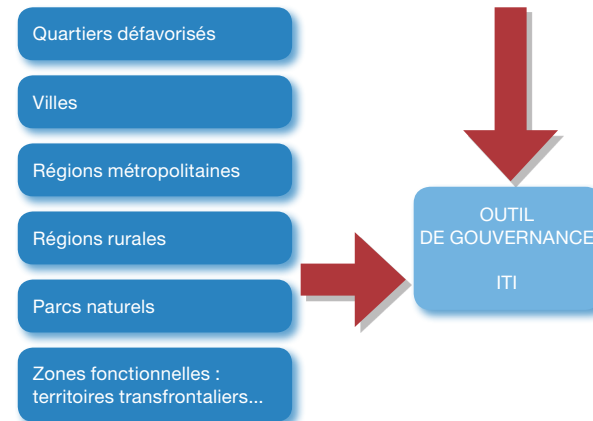 Quartiers défavorisés
Villes
Régions métropolitaines
Régions rurales
Parcs naturels
Zones fonctionnelles :
territoires transfrontaliers...
OUTIL
DE GOUVERNANCE
ITI